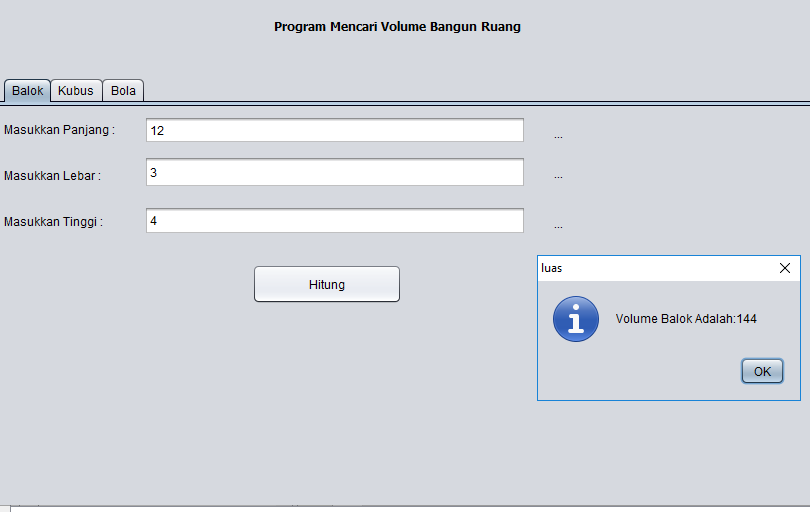 Program Mencari Volume Bangun Ruang
Balok Kubus Bola
Masukkan Panjang : 12 ...
Masukkan Lebar : 3 ...
Masukkan Tinggi : 4 ...
Hitung
luas
Volume Balok Adalah:144
OK